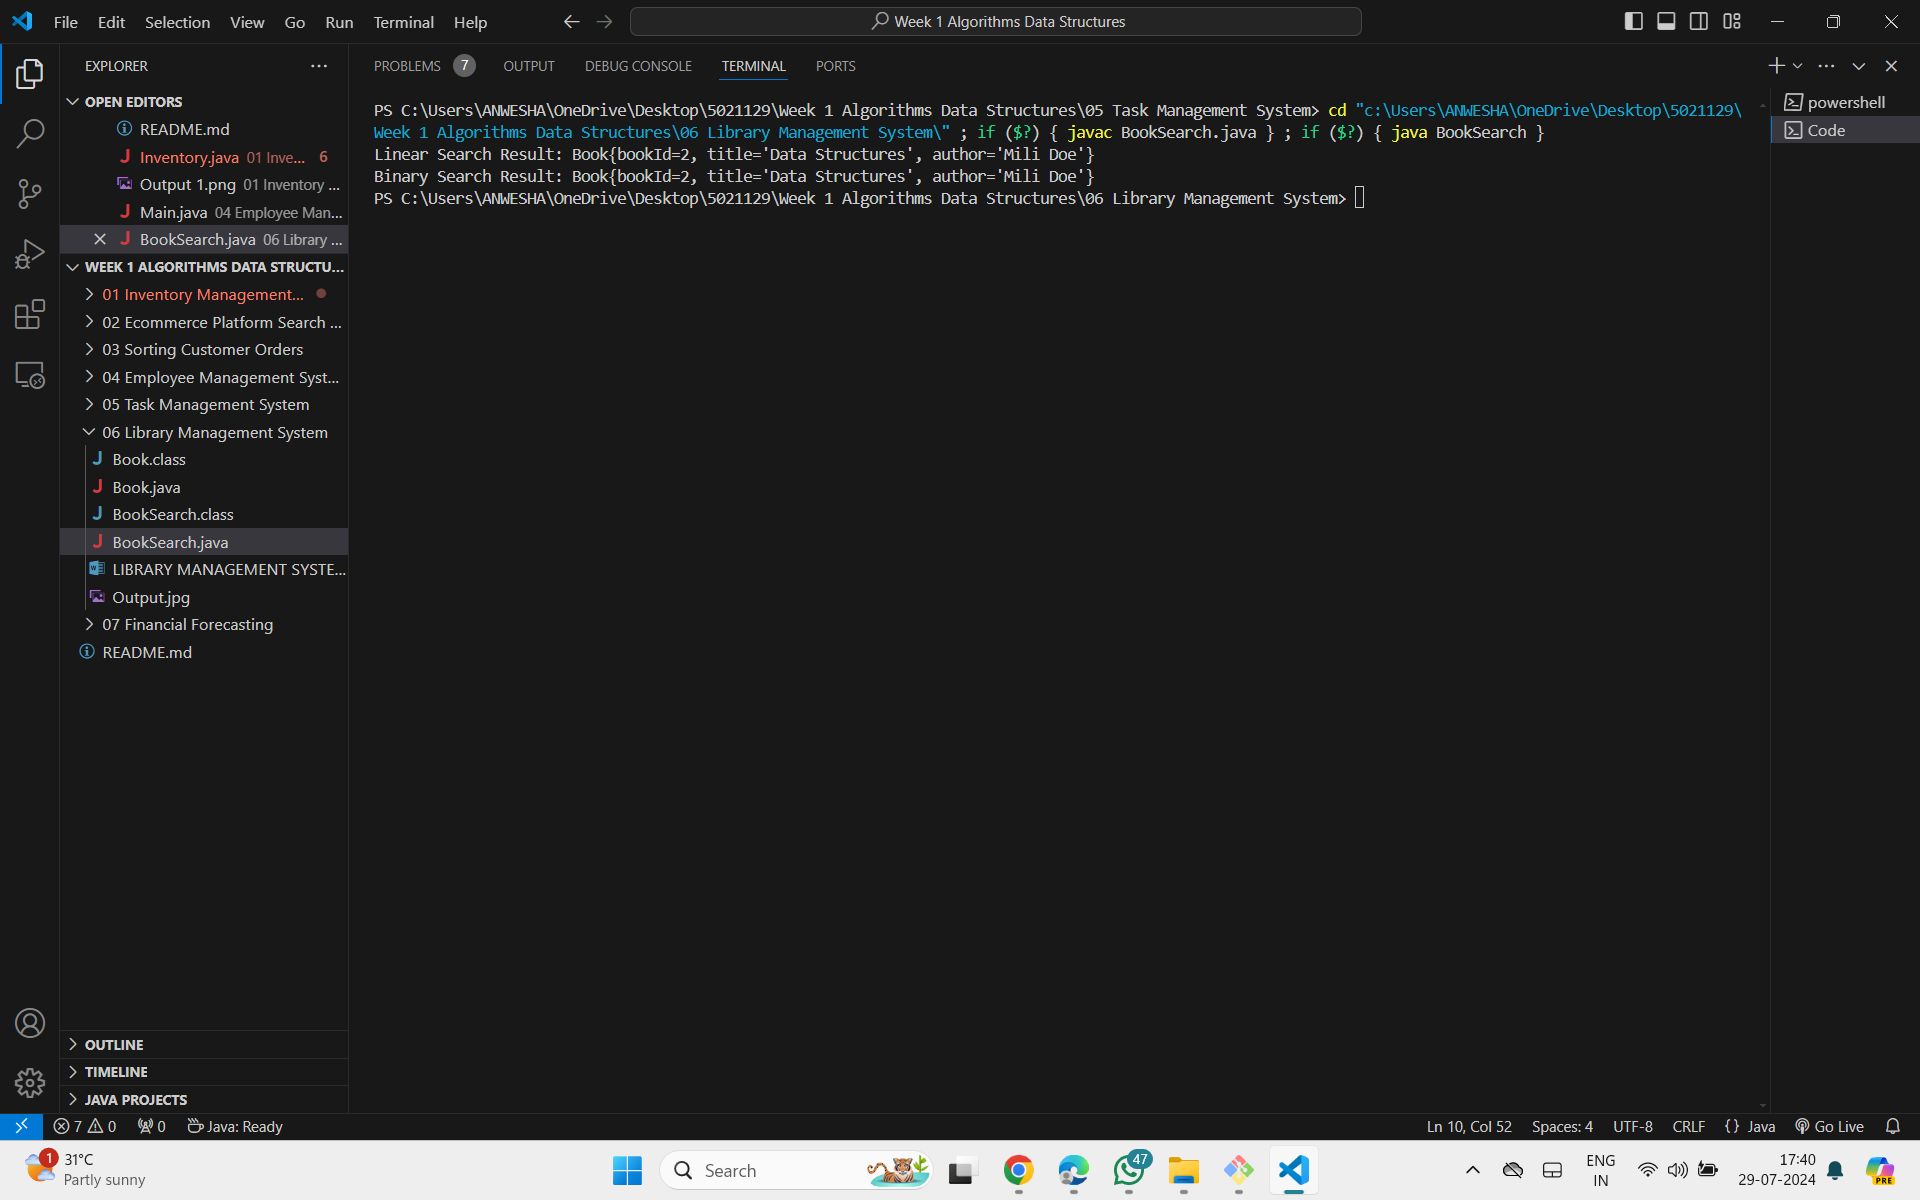 File Edit Selection View Go Run Terminal Help
Week 1 Algorithms Data Structures
EXPLORER
OPEN EDITORS
README.md
Inventory.java 01 Inve... 6
Output 1.png 01 Inventory ...
Main.java 04 Employee Man...
BookSearch.java 06 Library ...
WEEK 1 ALGORITHMS DATA STRUCTU...
01 Inventory Management...
02 Ecommerce Platform Search ...
03 Sorting Customer Orders
04 Employee Management Syst...
05 Task Management System
06 Library Management System
Book.class
Book.java
BookSearch.class
BookSearch.java
LIBRARY MANAGEMENT SYSTE...
Output.jpg
07 Financial Forecasting
README.md
OUTLINE
TIMELINE
JAVA PROJECTS
PROBLEMS 7 OUTPUT DEBUG CONSOLE TERMINAL PORTS
PS C:\Users\ANWESHA\OneDrive\Desktop\5021129\Week 1 Algorithms Data Structures\05 Task Management System> cd "c:\Users\ANWESHA\OneDrive\Desktop\5021129\
Week 1 Algorithms Data Structures\06 Library Management System\" ; if ($?) { javac BookSearch.java } ; if ($?) { java BookSearch }
Linear Search Result: Book{bookId=2, title='Data Structures', author='Mili Doe'}
Binary Search Result: Book{bookId=2, title='Data Structures', author='Mili Doe'}
PS C:\Users\ANWESHA\OneDrive\Desktop\5021129\Week 1 Algorithms Data Structures\06 Library Management System>
powershell
Code
7 0 0 Java: Ready
Ln 10, Col 52 Spaces: 4 UTF-8 CRLF {} Java Go Live
1 31°C
Partly sunny
Search
47
ENG
IN
17:40
29-07-2024
PRE